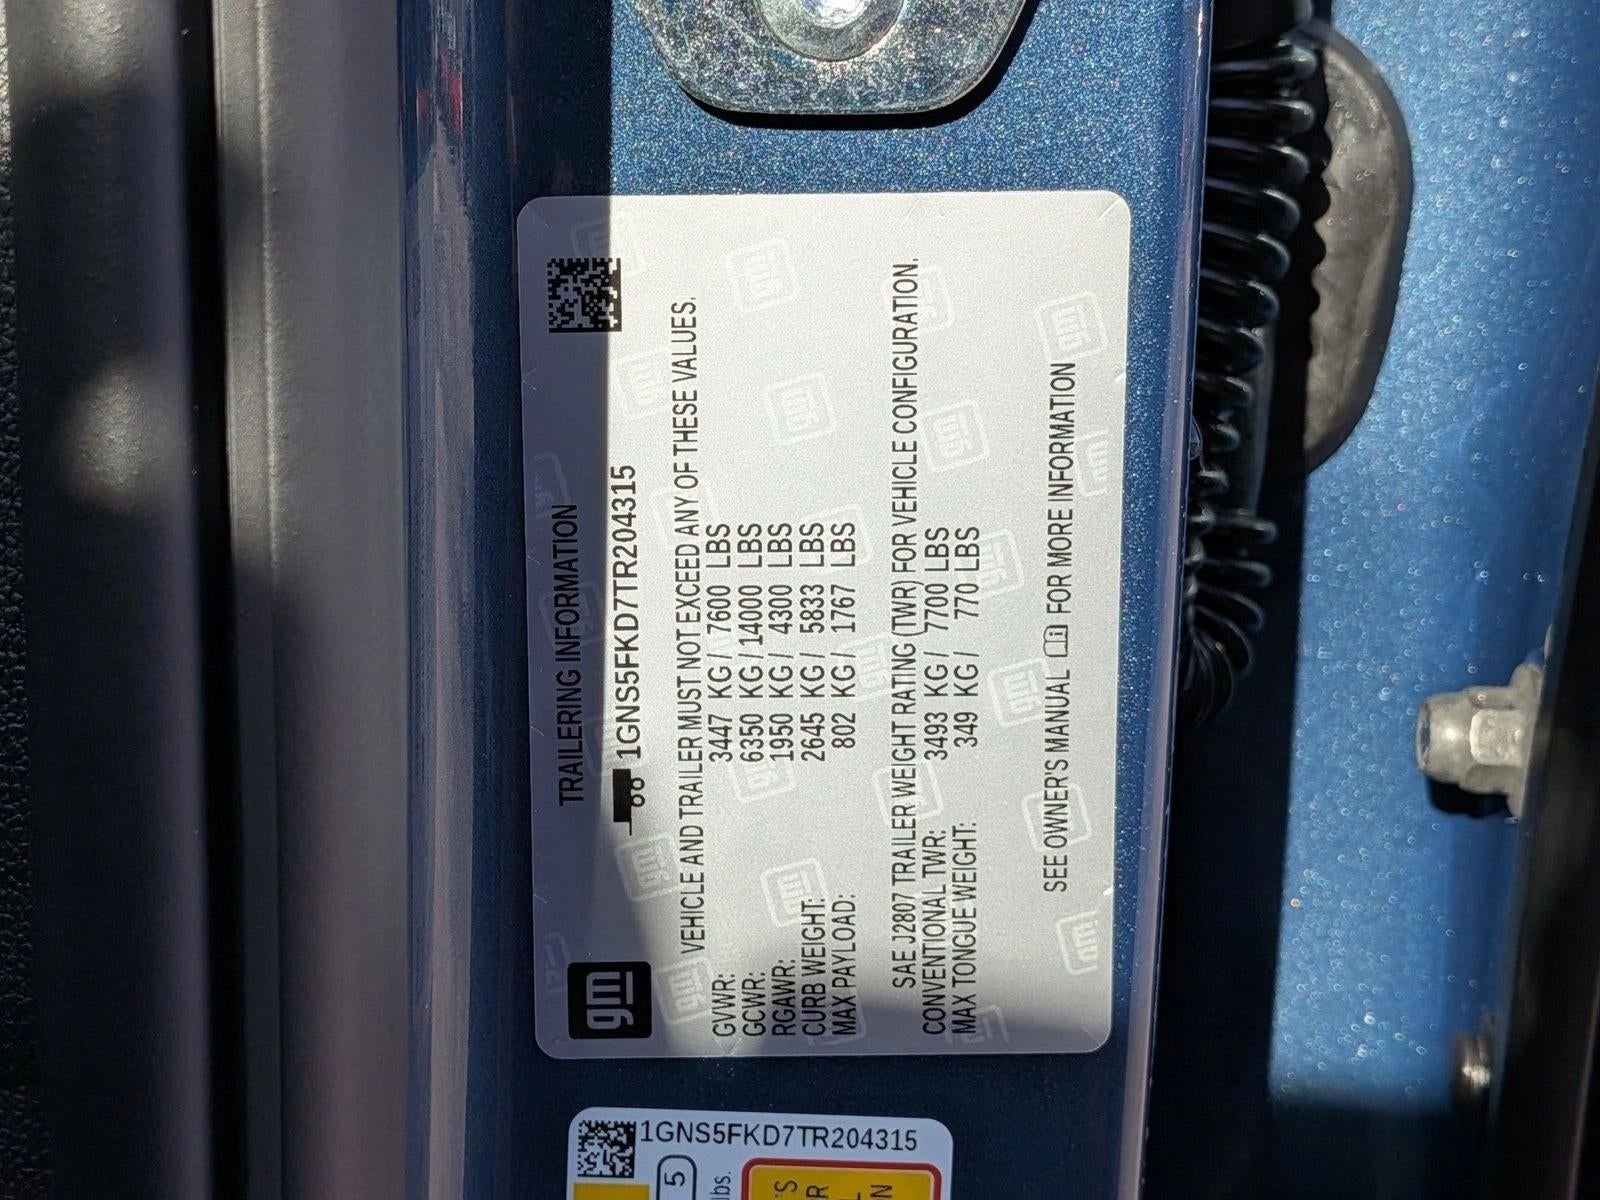 gm
TRAILERING INFORMATION
1GNS5FKD7TR204315
VEHICLE AND TRAILER MUST NOT EXCEED ANY OF THESE VALUES.
GVWR: 3447 KG / 7600 LBS
GCWR: 6350 KG / 14000 LBS
RGAWR: 1950 KG / 4300 LBS
CURB WEIGHT: 2645 KG / 5833 LBS
MAX PAYLOAD: 802 KG / 1767 LBS
SAE J2807 TRAILER WEIGHT RATING (TWR) FOR VEHICLE CONFIGURATION.
CONVENTIONAL TWR: 3493 KG / 7700 LBS
MAX TONGUE WEIGHT: 349 KG / 770 LBS
SEE OWNER'S MANUAL FOR MORE INFORMATION
1GNS5FKD7TR204315
5
lbs.